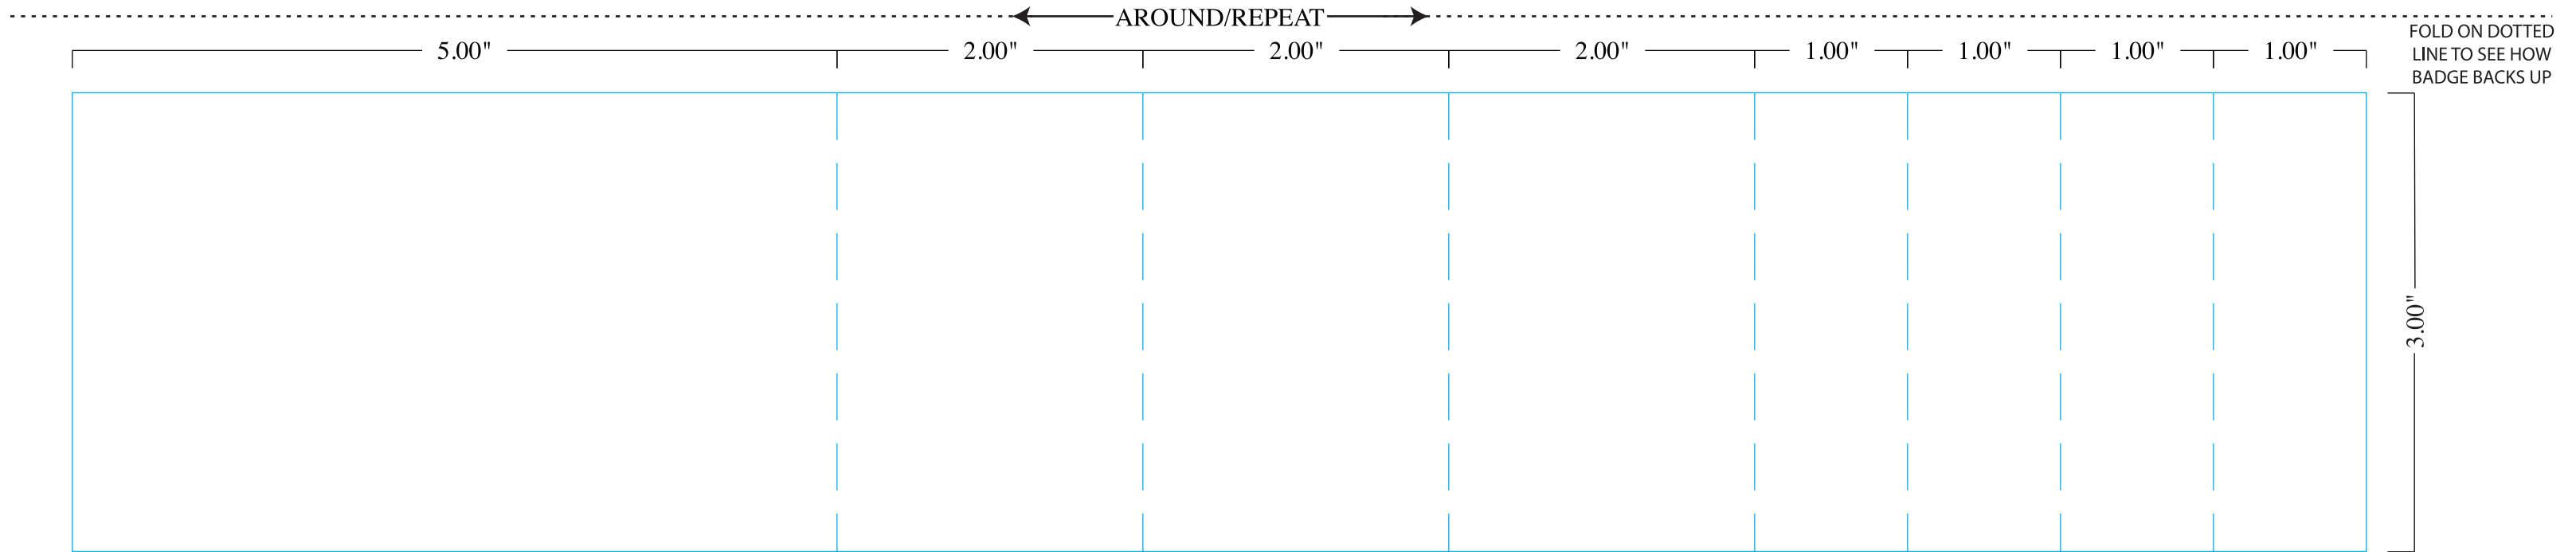 AROUND/REPEAT
FOLD ON DOTTED
LINE TO SEE HOW
BADGE BACKS UP
5.00" 2.00" 2.00" 2.00" 1.00" 1.00" 1.00" 1.00"
3.00"